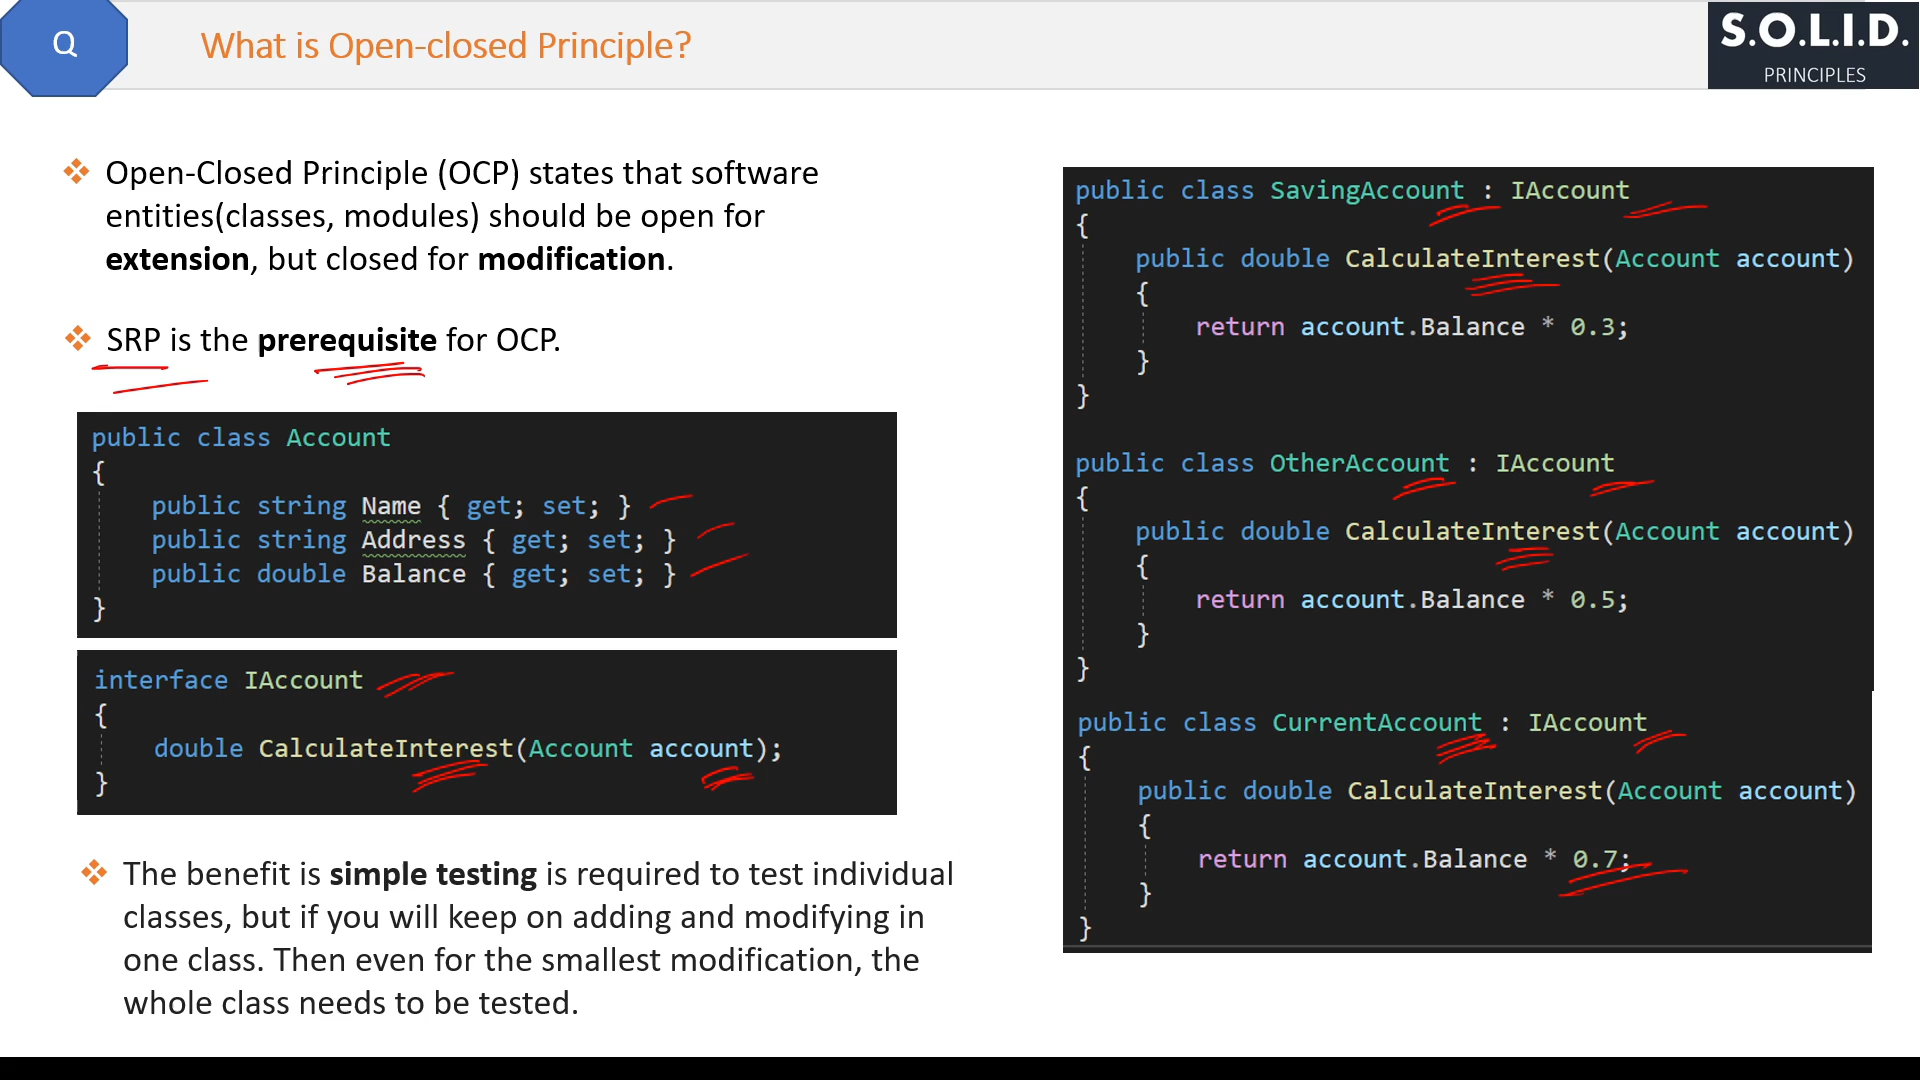 Q
What is Open-closed Principle?
S.O.L.I.D.
PRINCIPLES
Open-Closed Principle (OCP) states that software
entities(classes, modules) should be open for
extension, but closed for modification.
SRP is the prerequisite for OCP.
public class Account
{
public string Name { get; set; }
public string Address { get; set; }
public double Balance { get; set; }
}
interface IAccount
{
double CalculateInterest(Account account);
}
The benefit is simple testing is required to test individual
classes, but if you will keep on adding and modifying in
one class. Then even for the smallest modification, the
whole class needs to be tested.
public class SavingAccount : IAccount
{
public double CalculateInterest(Account account)
{
return account.Balance * 0.3;
}
}
public class OtherAccount : IAccount
{
public double CalculateInterest(Account account)
{
return account.Balance * 0.5;
}
}
public class CurrentAccount : IAccount
{
public double CalculateInterest(Account account)
{
return account.Balance * 0.7;
}
}